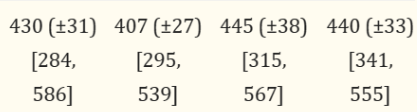 430 (±31) 407 (±27) 445 (±38) 440 (±33)
[284, [295, [315, [341,
586] 539] 567] 555]